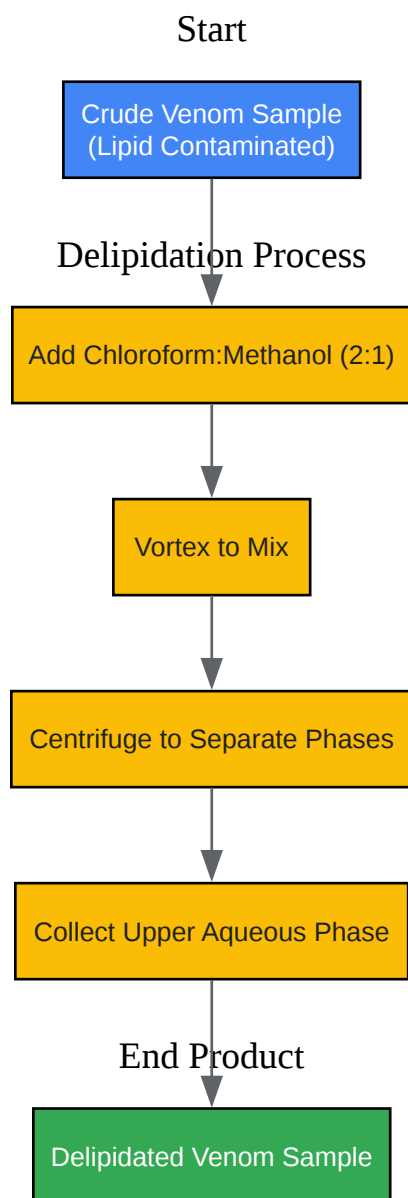 Start
Crude Venom Sample
(Lipid Contaminated)
Delipidation Process
Add Chloroform:Methanol (2:1)
Vortex to Mix
Centrifuge to Separate Phases
Collect Upper Aqueous Phase
End Product
Delipidated Venom Sample